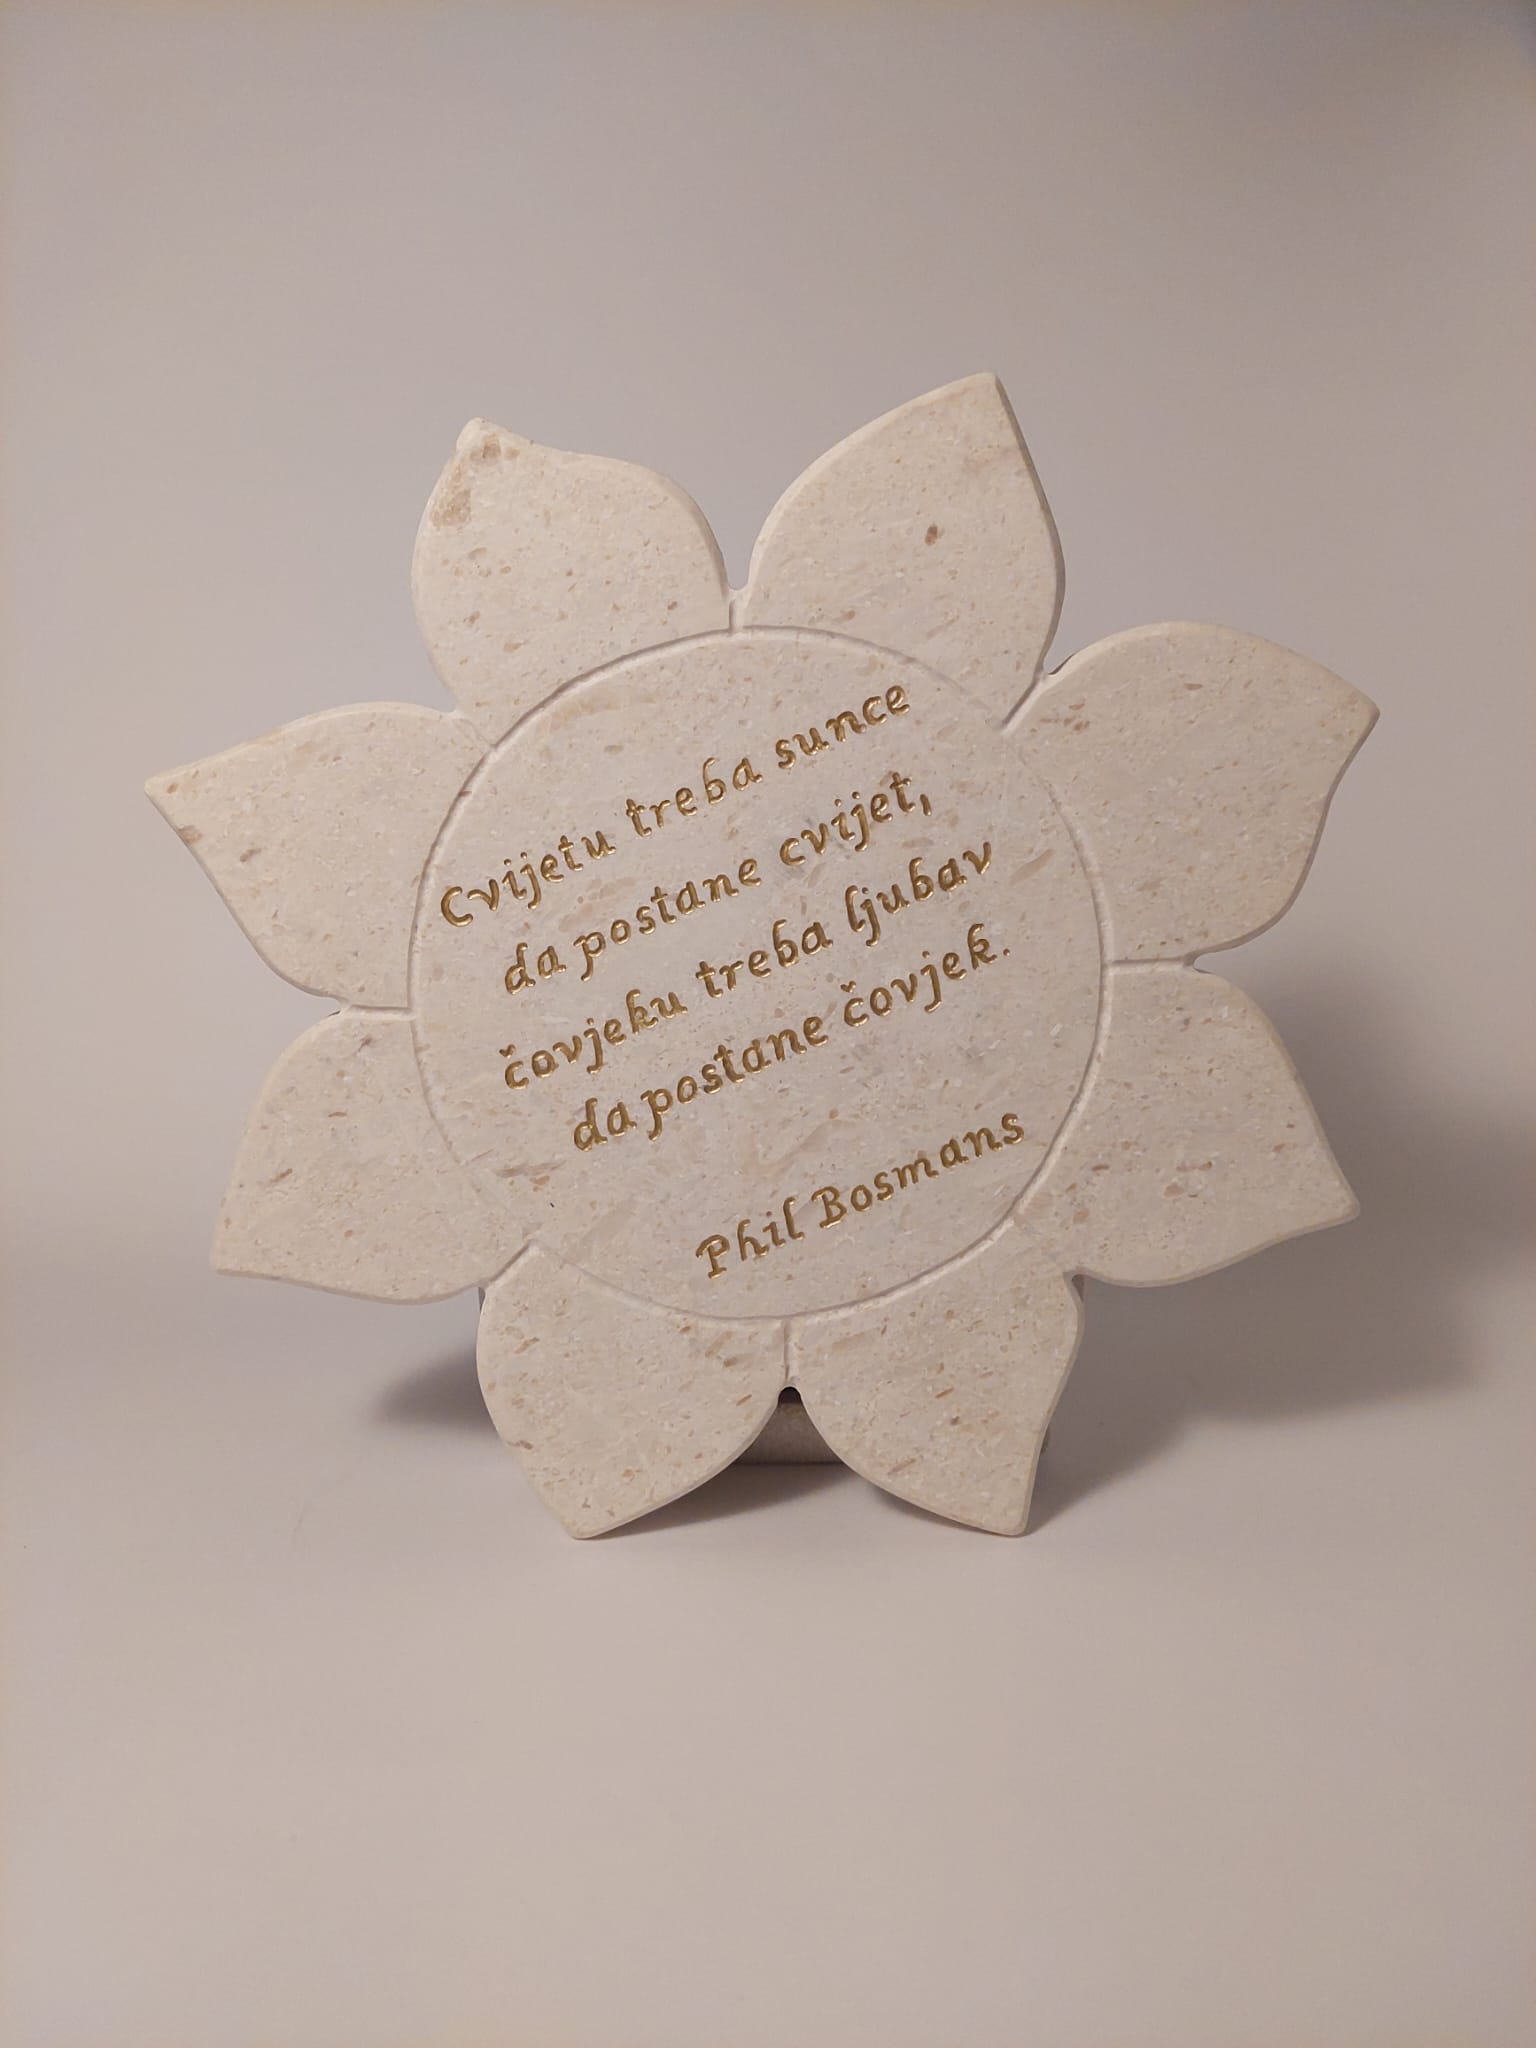 Cvijetu treba sunce
da postane cvijet,
čovjeku treba ljubav
da postane čovjek.
Phil Bosmans